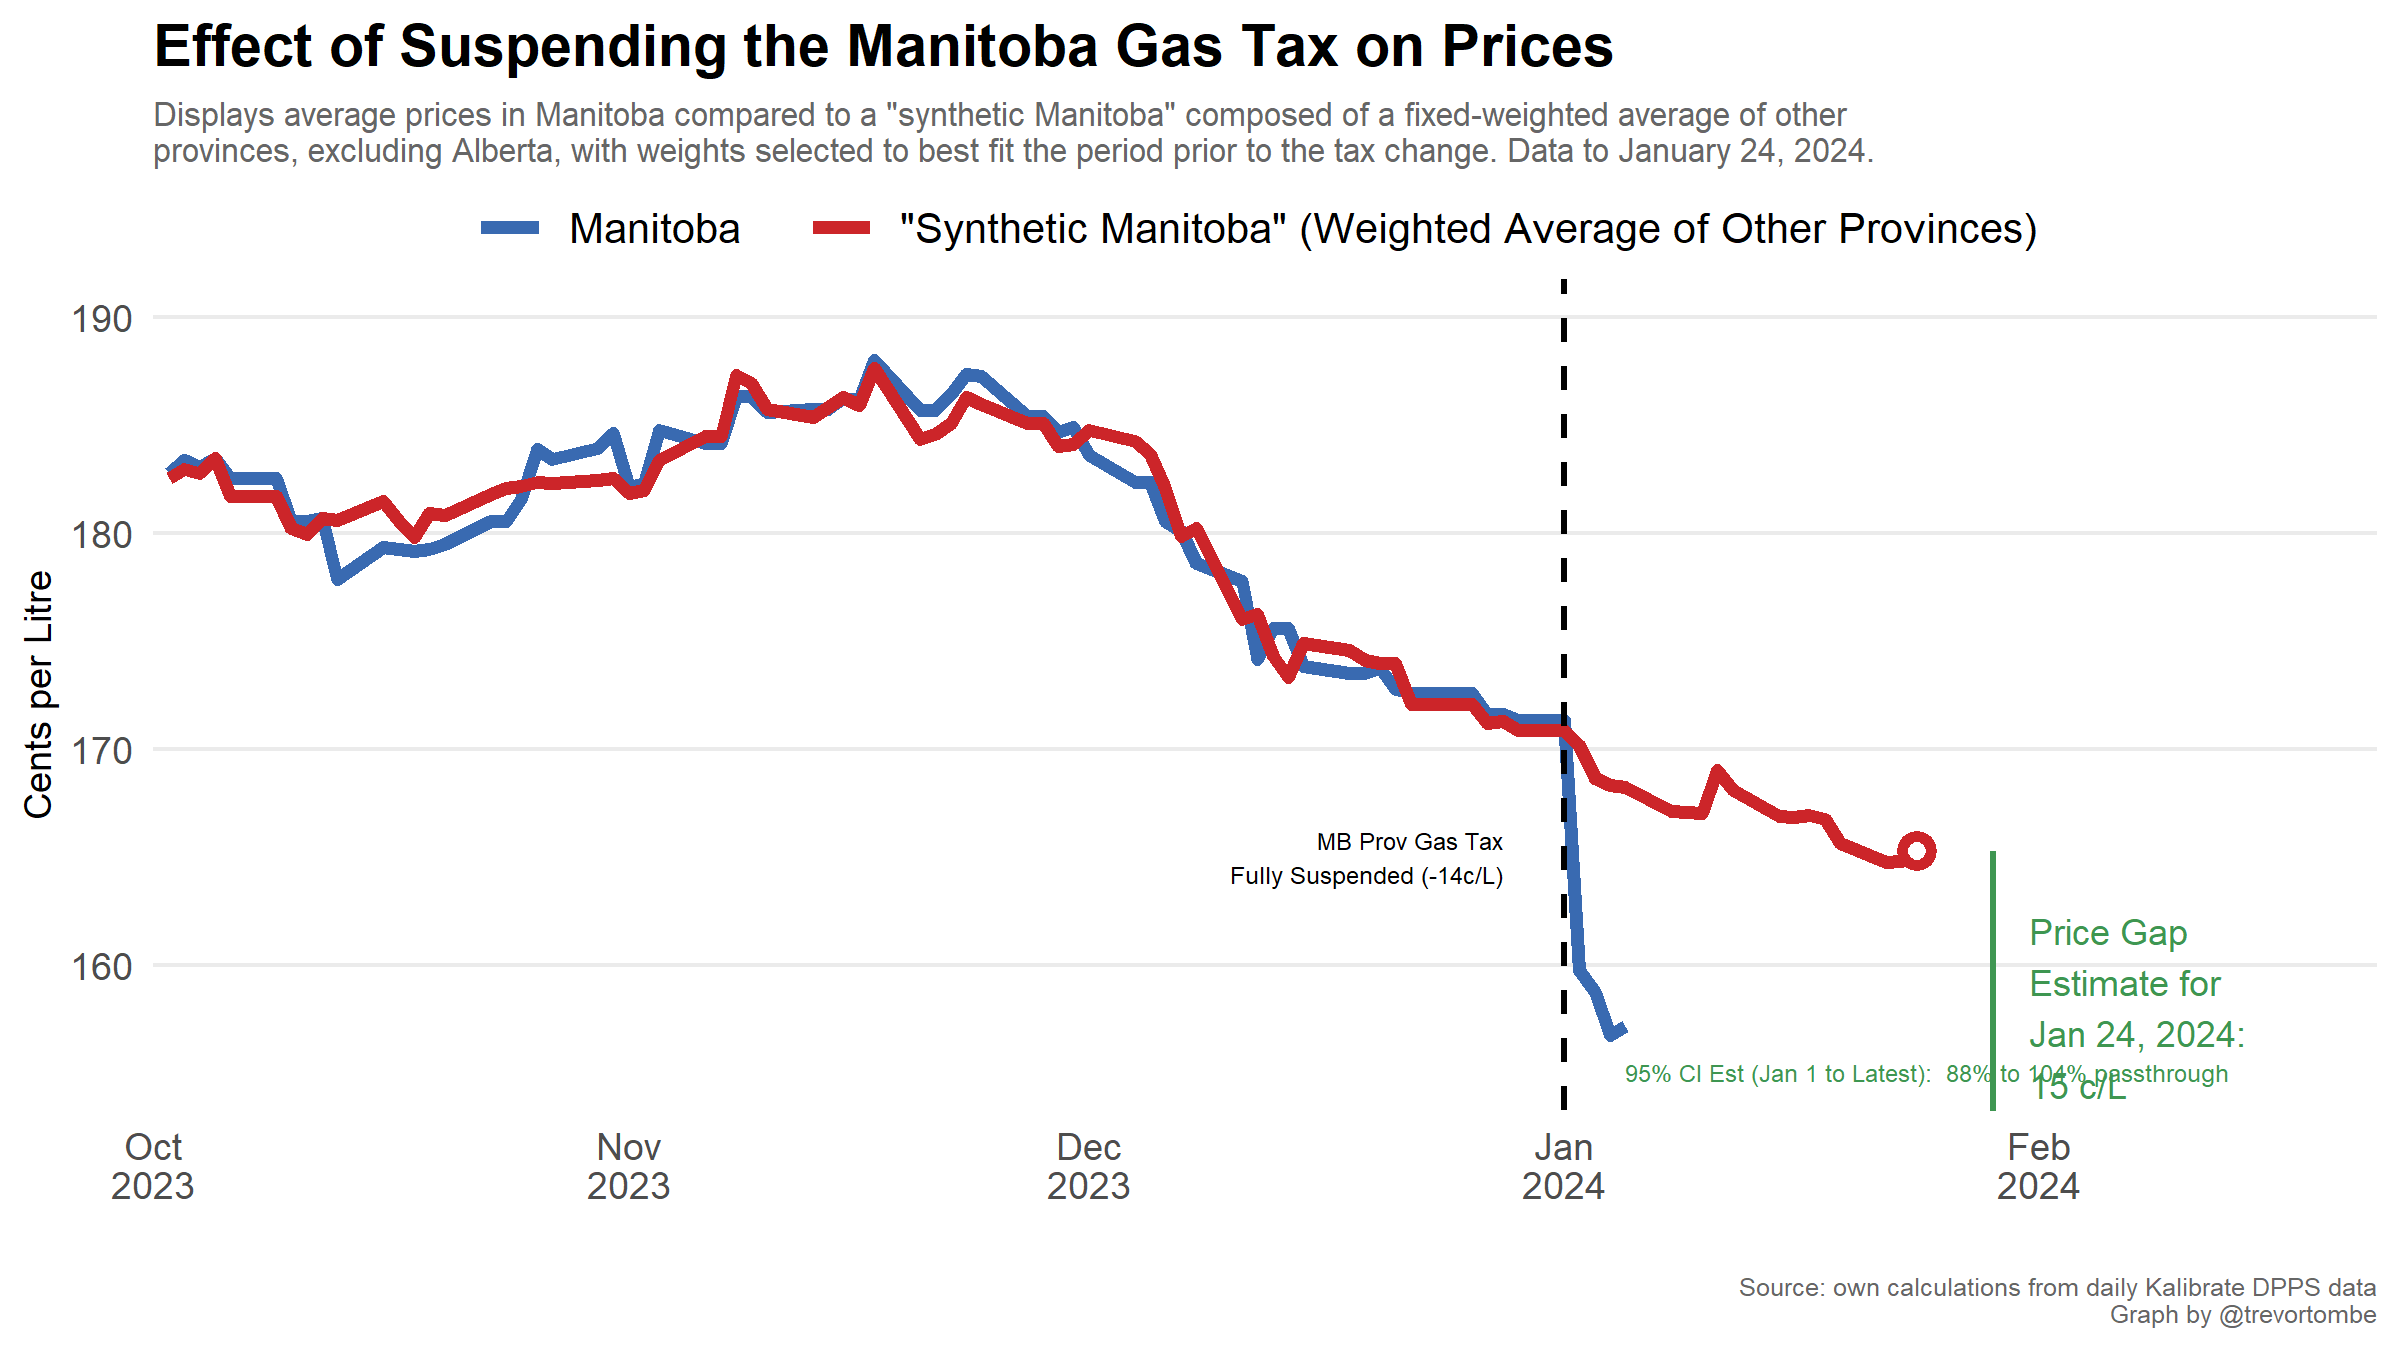 Effect of Suspending the Manitoba Gas Tax on Prices
Displays average prices in Manitoba compared to a "synthetic Manitoba" composed of a fixed-weighted average of other
provinces, excluding Alberta, with weights selected to best fit the period prior to the tax change. Data to January 24, 2024.
Manitoba
"Synthetic Manitoba" (Weighted Average of Other Provinces)
190
180
170
160
Cents per Litre
MB Prov Gas Tax
Fully Suspended (-14c/L)
Price Gap
Estimate for
Jan 24, 2024:
15 c/L
95% CI Est (Jan 1 to Latest):  88% to 104% passthrough
Oct
2023
Nov
2023
Dec
2023
Jan
2024
Feb
2024
Source: own calculations from daily Kalibrate DPPS data
Graph by @trevortombe